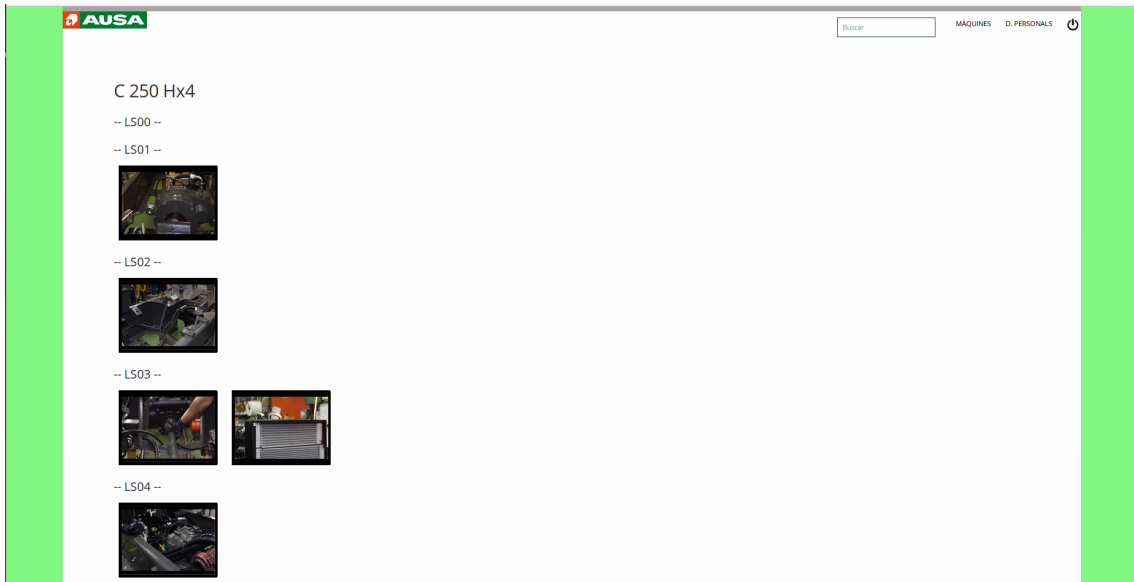 AUSA
Buscar
MÀQUINES
D. PERSONALS
C 250 Hx4
-- LS00 --
-- LS01 --
-- LS02 --
-- LS03 --
-- LS04 --